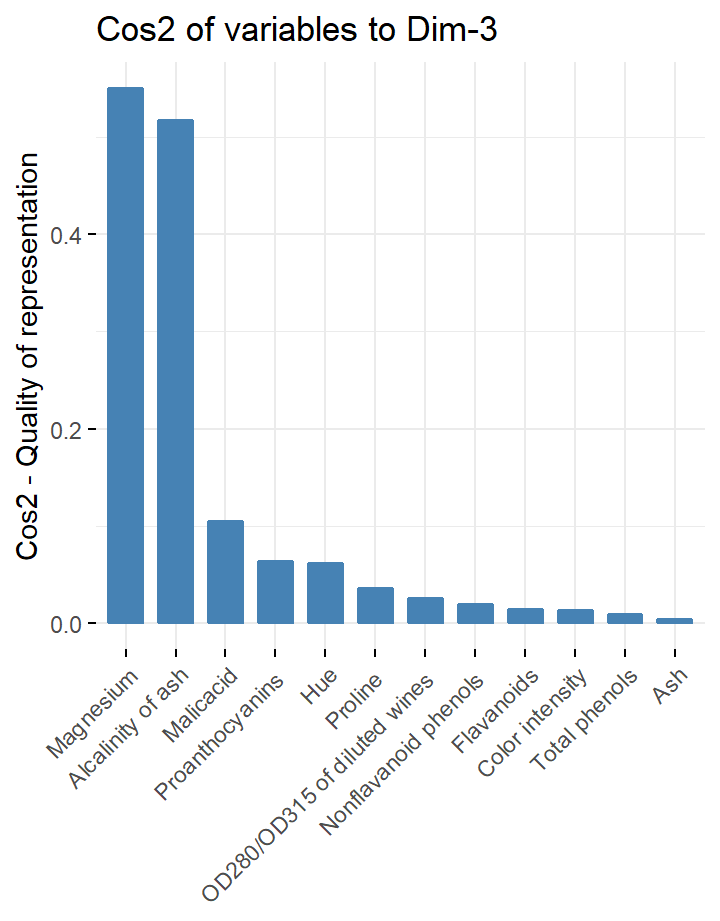 Cos2 of variables to Dim-3
Cos2 - Quality of representation
0.4
0.2
0.0
Magnesium
Alcalinity of ash
Malicacid
Proanthocyanins
Hue
Proline
OD280/OD315 of diluted wines
Nonflavanoid phenols
Flavanoids
Color intensity
Total phenols
Ash